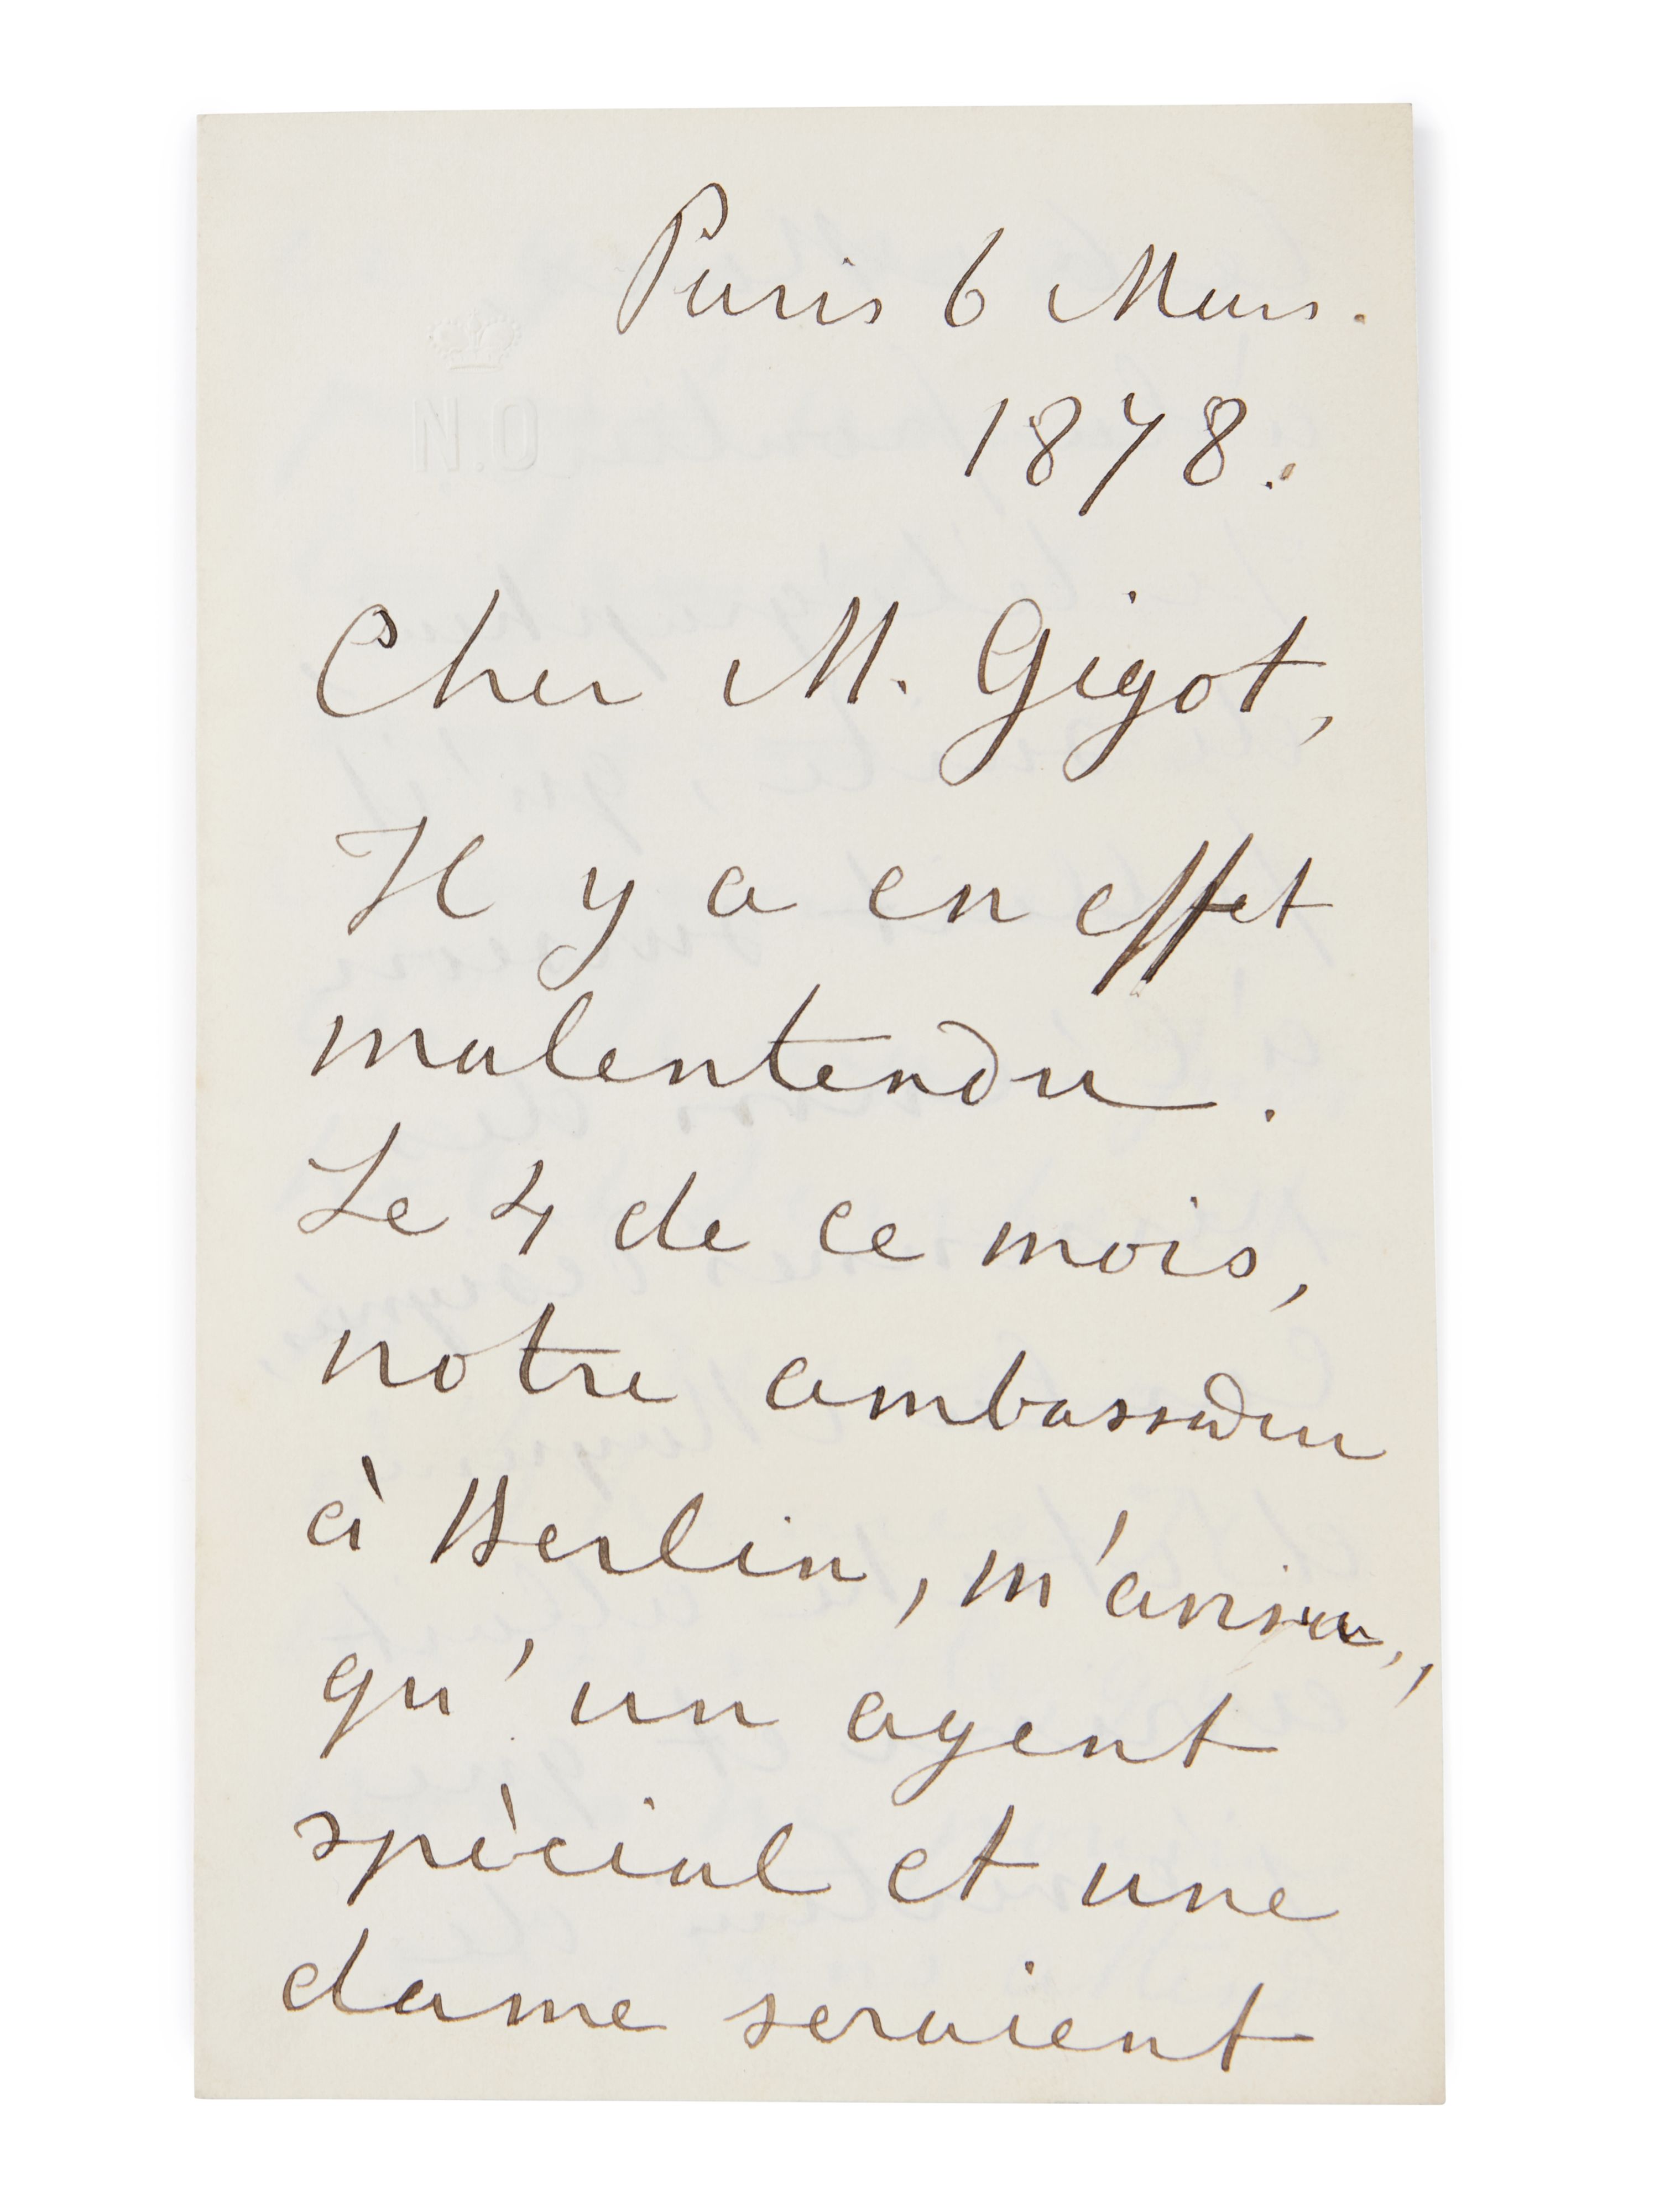 Paris 6 Mars.
N.O
1878.
Cher M. Gigot,
Il y a en effet
malentendu.
Le 4 de ce mois,
notre ambassadeur
à Berlin, m'avisa,
qu'un agent
spècial et une
dame seraient